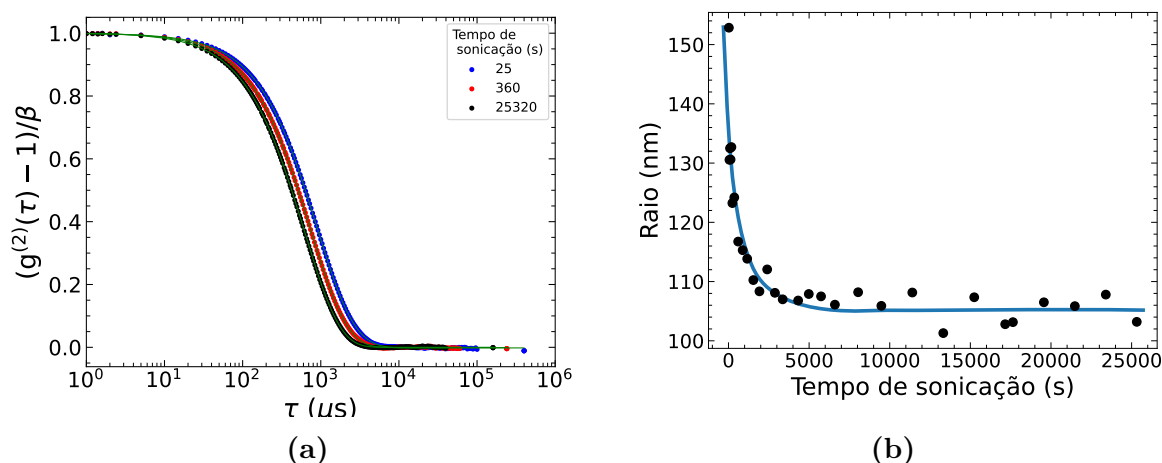 1.0
0.8
0.6
0.4
0.2
0.0
(g⁽²⁾(τ) − 1)/β
10⁰ 10¹ 10² 10³ 10⁴ 10⁵ 10⁶
τ (μs)
Tempo de
sonicação (s)
25
360
25320
(a)
150
140
130
120
110
100
Raio (nm)
0 5000 10000 15000 20000 25000
Tempo de sonicação (s)
(b)